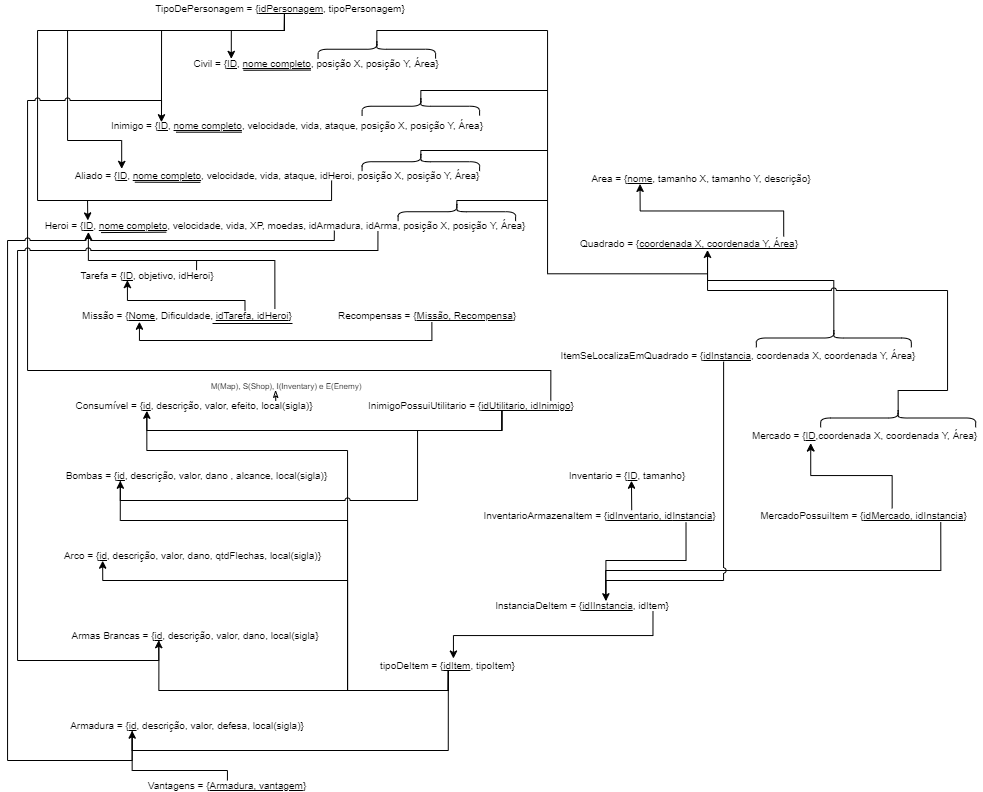 TipoDePersonagem = {idPersonagem, tipoPersonagem}
Civil = {ID, nome completo, posição X, posição Y, Área}
Inimigo = {ID, nome completo, velocidade, vida, ataque, posição X, posição Y, Área}
Aliado = {ID, nome completo, velocidade, vida, ataque, idHeroi, posição X, posição Y, Área}
Area = {nome, tamanho X, tamanho Y, descrição}
Heroi = {ID, nome completo, velocidade, vida, XP, moedas, idArmadura, idArma, posição X, posição Y, Área}
Quadrado = {coordenada X, coordenada Y, Área}
Tarefa = {ID, objetivo, idHeroi}
Missão = {Nome, Dificuldade, idTarefa, idHeroi}
Recompensas = {Missão, Recompensa}
ItemSeLocalizaEmQuadrado = {idInstancia, coordenada X, coordenada Y, Área}
M(Map), S(Shop), I(Inventary) e E(Enemy)
Consumível = {id, descrição, valor, efeito, local(sigla)}
InimigoPossuiUtilitario = {idUtilitario, idInimigo}
Mercado = {ID,coordenada X, coordenada Y, Área}
Bombas = {id, descrição, valor, dano , alcance, local(sigla)}
Inventario = {ID, tamanho}
InventarioArmazenaItem = {idInventario, idInstancia}
MercadoPossuiItem = {idMercado, idInstancia}
Arco = {id, descrição, valor, dano, qtdFlechas, local(sigla)}
InstanciaDeItem = {idIInstancia, idItem}
Armas Brancas = {id, descrição, valor, dano, local(sigla}
tipoDeItem = {idItem, tipoItem}
Armadura = {id, descrição, valor, defesa, local(sigla)}
Vantagens = {Armadura, vantagem}